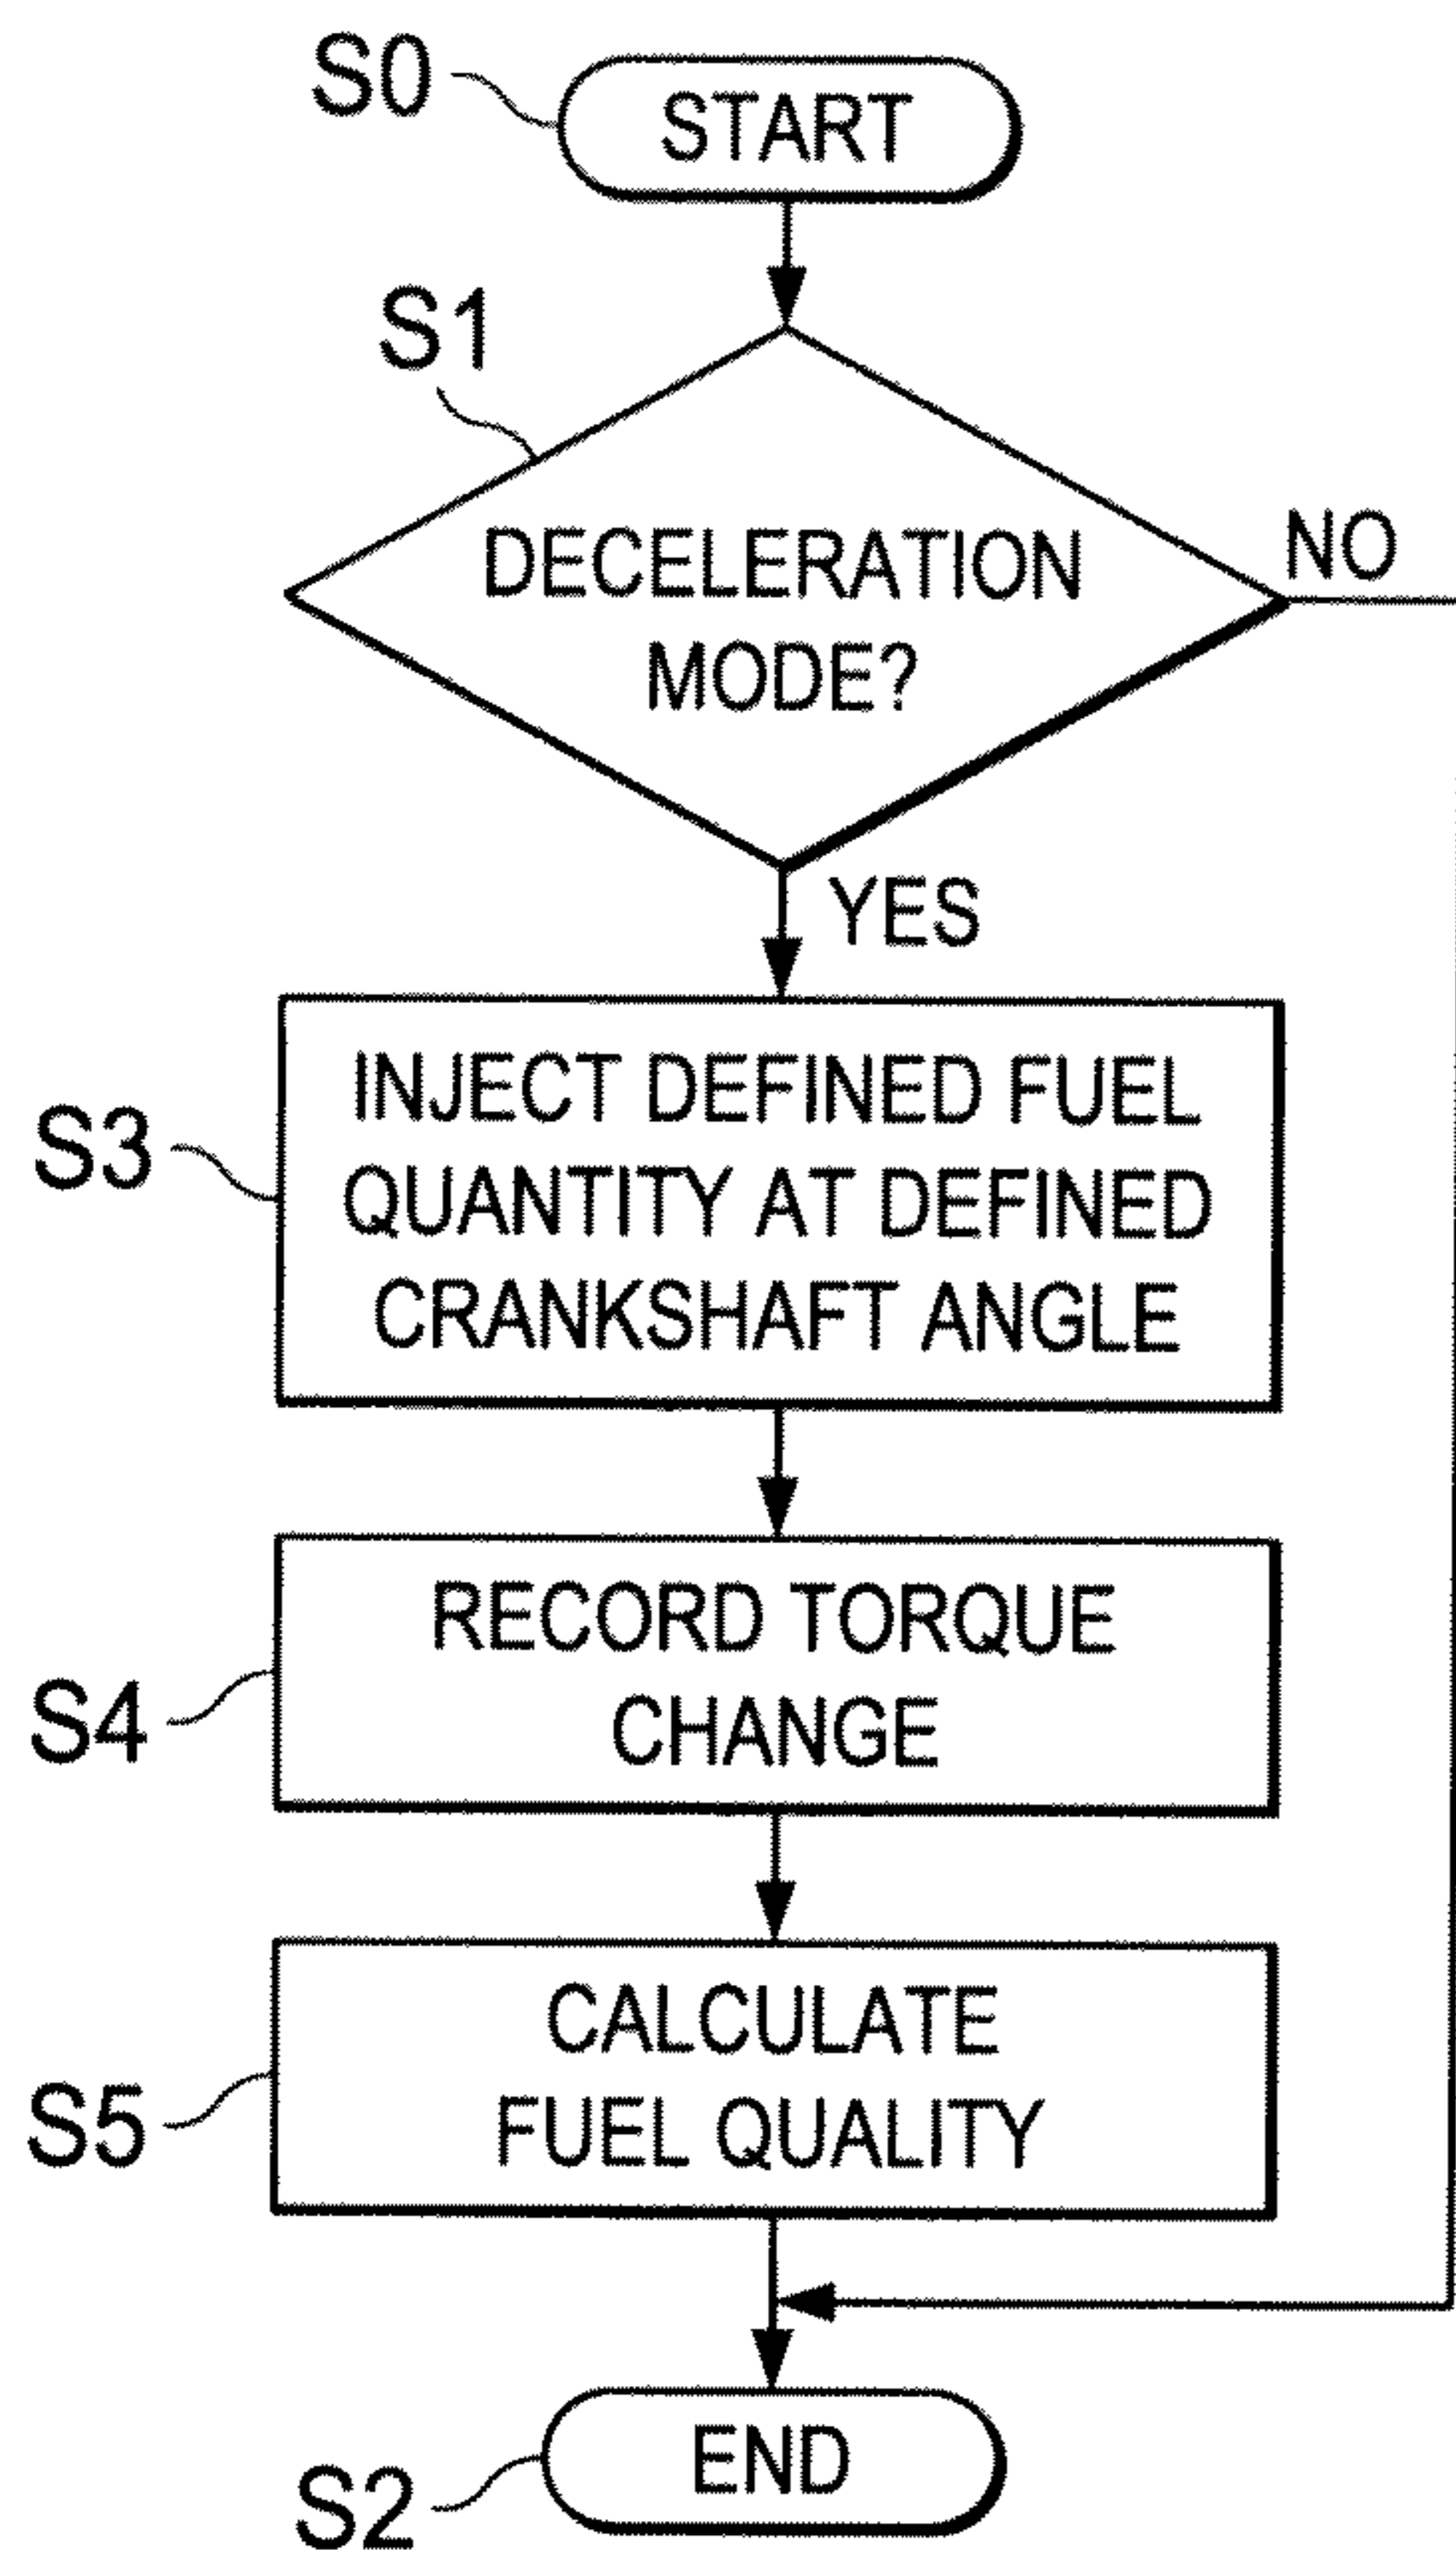 S0
START
S1
DECELERATION
MODE?
NO
YES
S3
INJECT DEFINED FUEL
QUANTITY AT DEFINED
CRANKSHAFT ANGLE
S4
RECORD TORQUE
CHANGE
S5
CALCULATE
FUEL QUALITY
S2
END